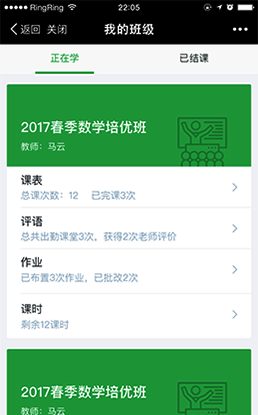 RingRing 22:05
返回 关闭 我的班级
正在学 已结课
2017春季数学培优班
教师：马云
课表
总课次数：12 已完课3次
评语
总共出勤课堂3次，获得2次老师评价
作业
已布置3次作业，已批改2次
课时
剩余12课时
2017春季数学培优班
教师：马云